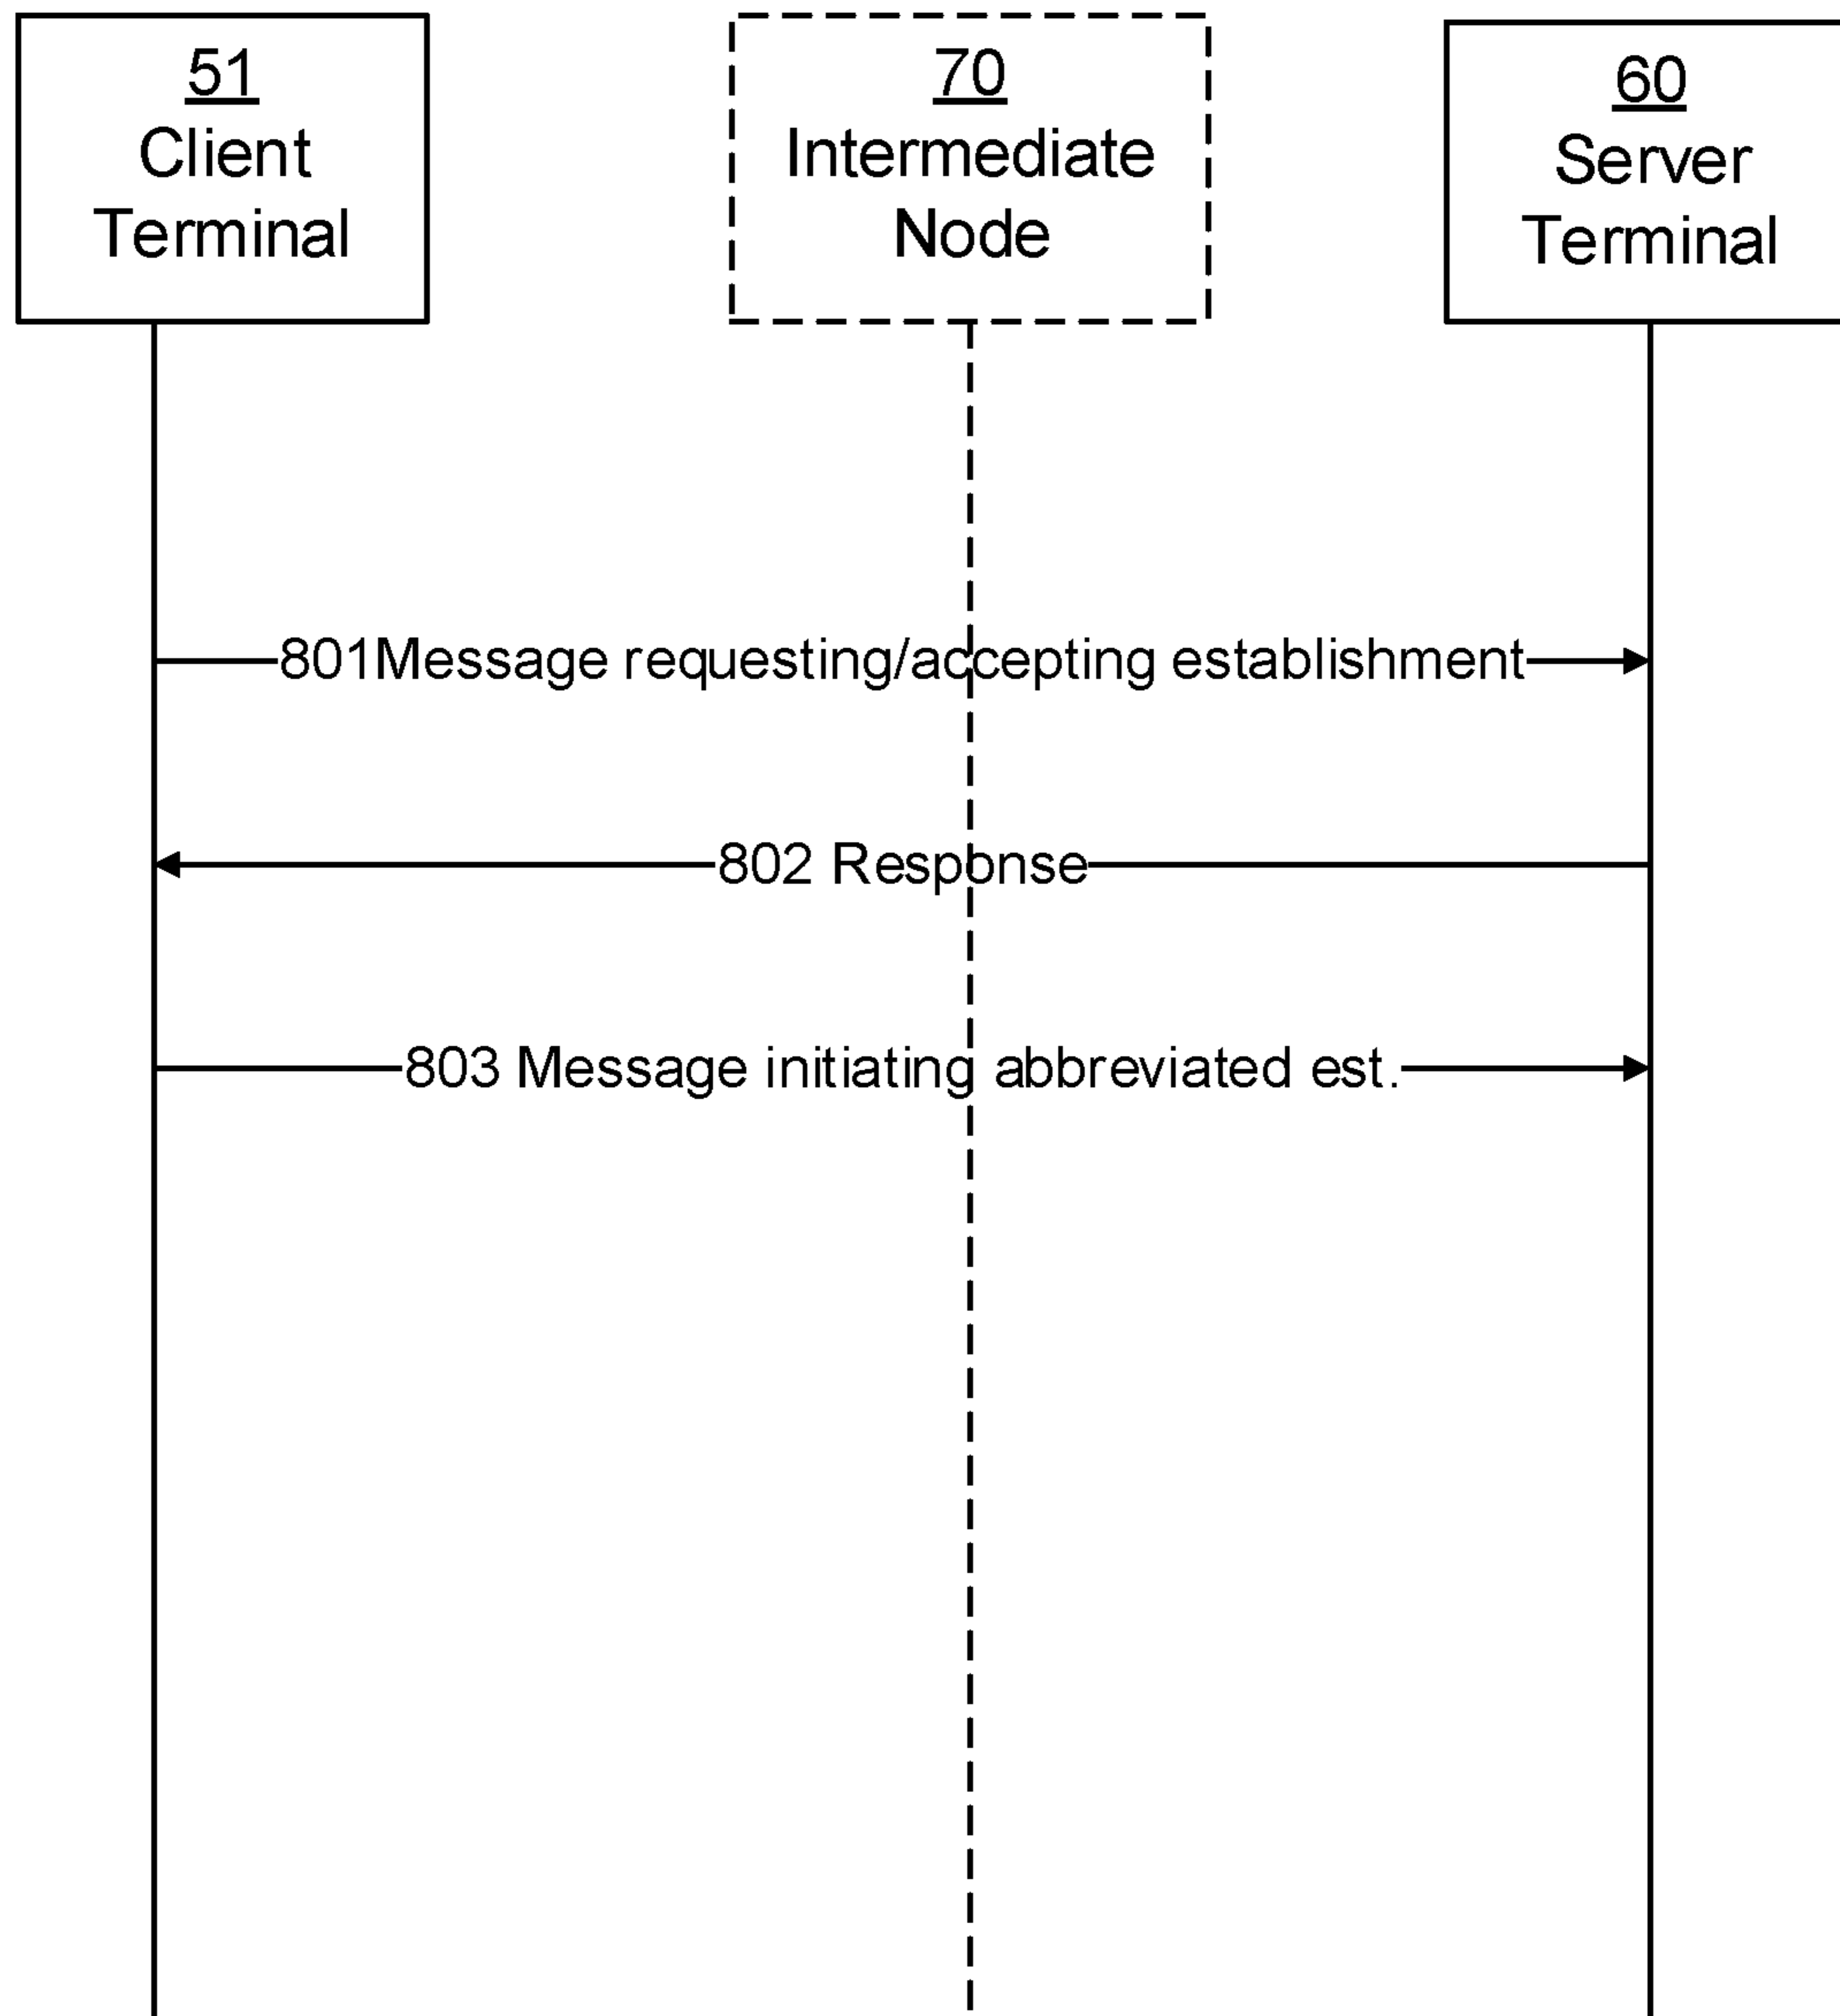 51
Client
Terminal
70
Intermediate
Node
60
Server
Terminal
801Message requesting/accepting establishment
802 Response
803 Message initiating abbreviated est.